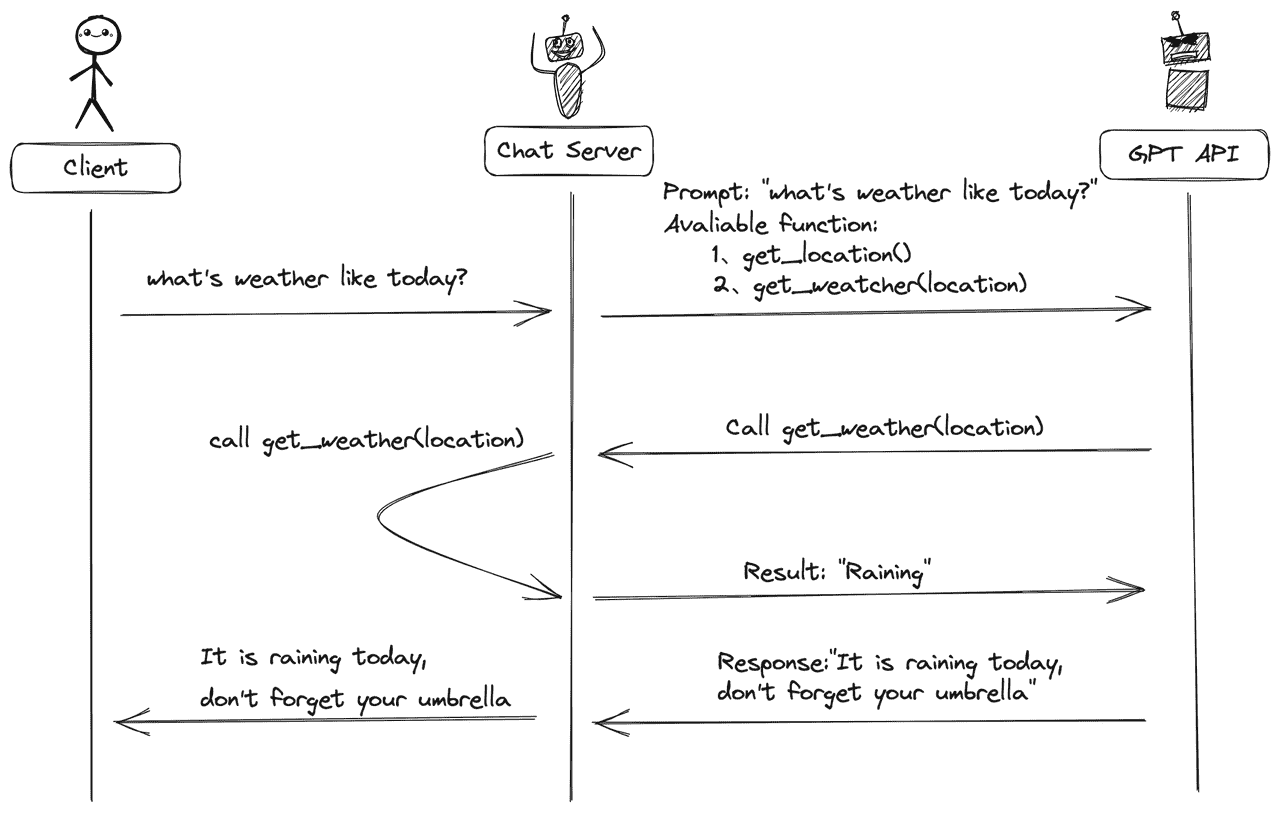 Client
Chat Server
GPT API
Prompt: "what's weather like today?"
Avaliable function:
1、get_location()
2、get_weatcher(location)
what's weather like today?
call get_weather(location)
Call get_weather(location)
Result: "Raining"
It is raining today,
don't forget your umbrella
Response:"It is raining today,
don't forget your umbrella"